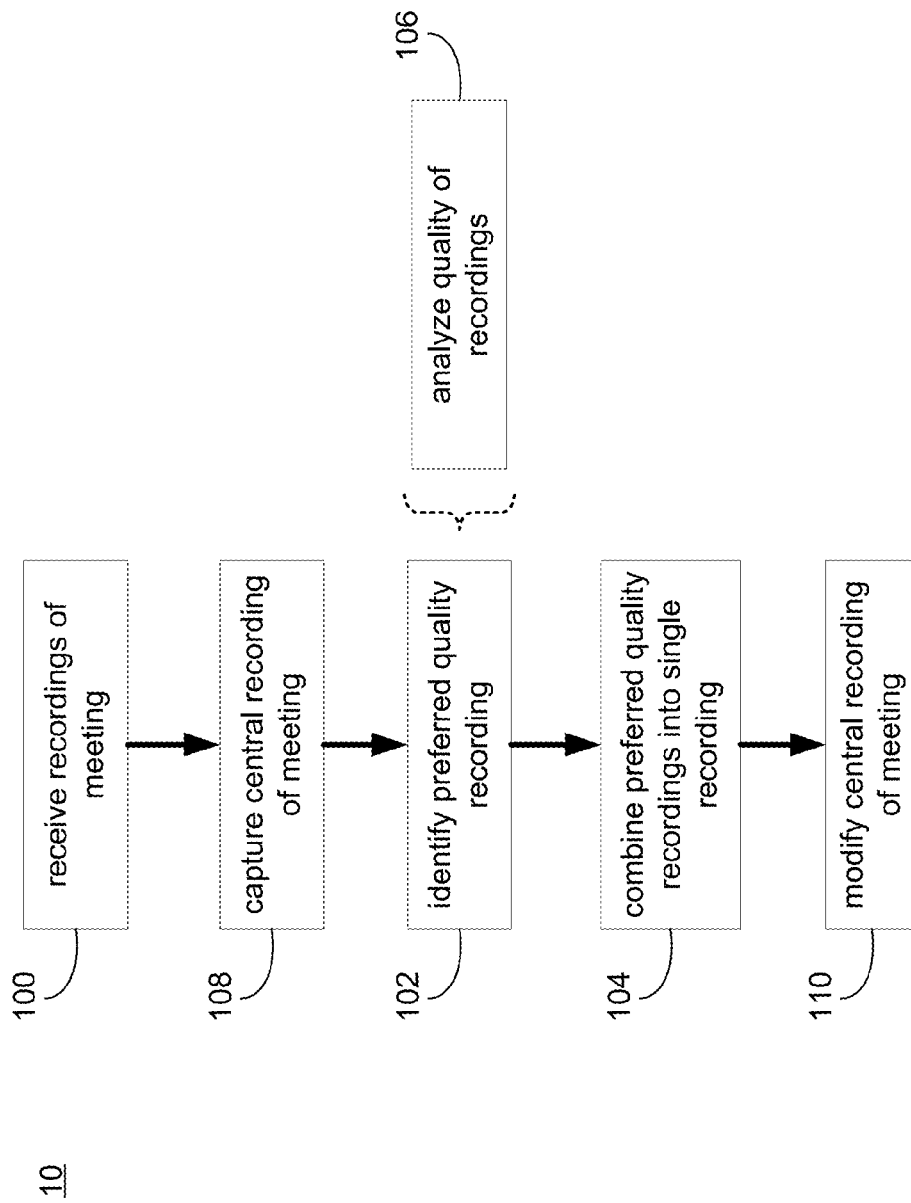 10
100
receive recordings of
meeting
108
capture central recording
of meeting
102
identify preferred quality
recording
106
analyze quality of
recordings
104
combine preferred quality
recordings into single
recording
110
modify central recording
of meeting